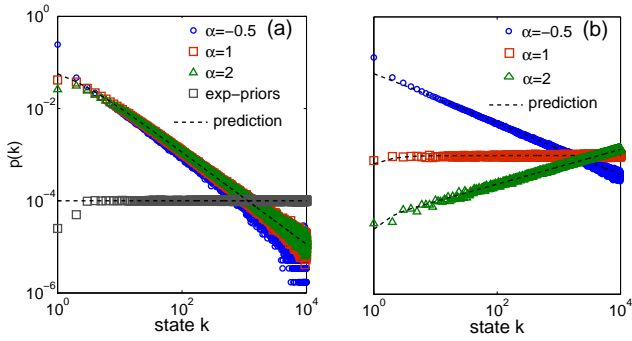 (a)
α=−0.5
α=1
α=2
exp−priors
prediction
p(k)
10^0
10^−2
10^−4
10^−6
10^0
10^2
10^4
state k
(b)
α=−0.5
α=1
α=2
prediction
10^0
10^2
10^4
state k